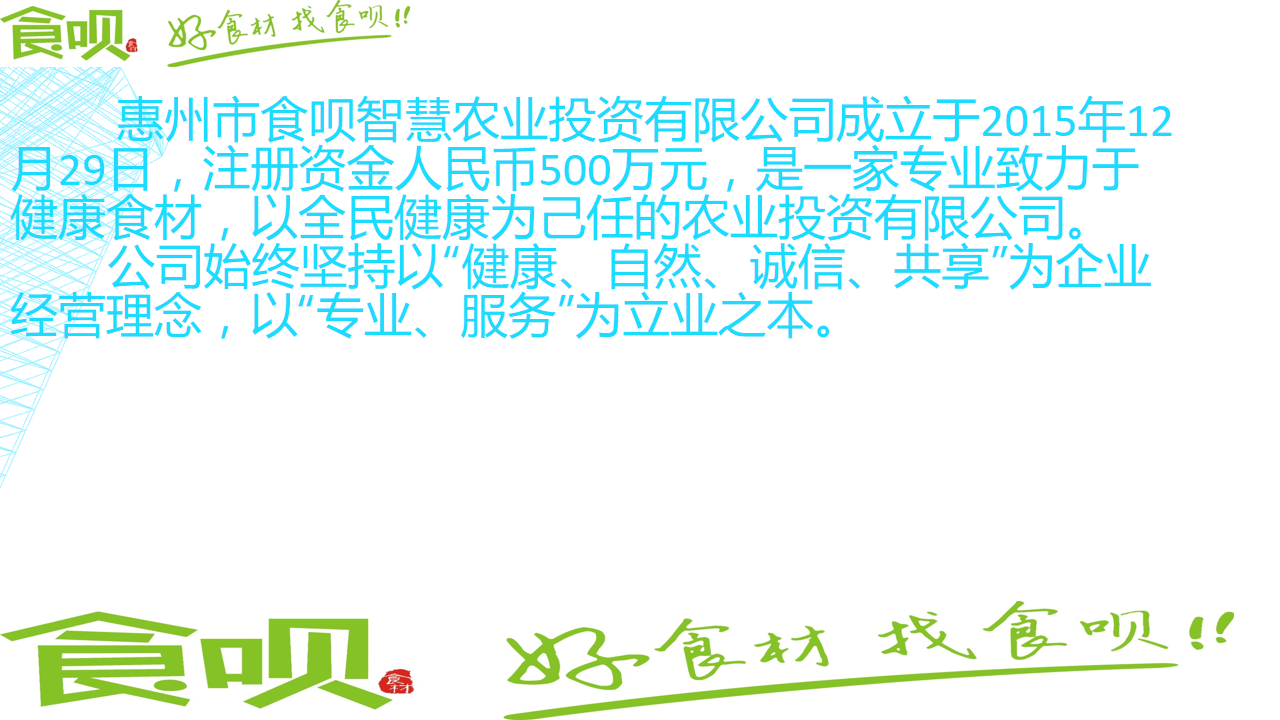 食呗 食材 好食材 找食呗!!
惠州市食呗智慧农业投资有限公司成立于2015年12
月29日，注册资金人民币500万元，是一家专业致力于
健康食材，以全民健康为己任的农业投资有限公司。
公司始终坚持以“健康、自然、诚信、共享”为企业
经营理念，以“专业、服务”为立业之本。
食呗 食材 好食材 找食呗!!